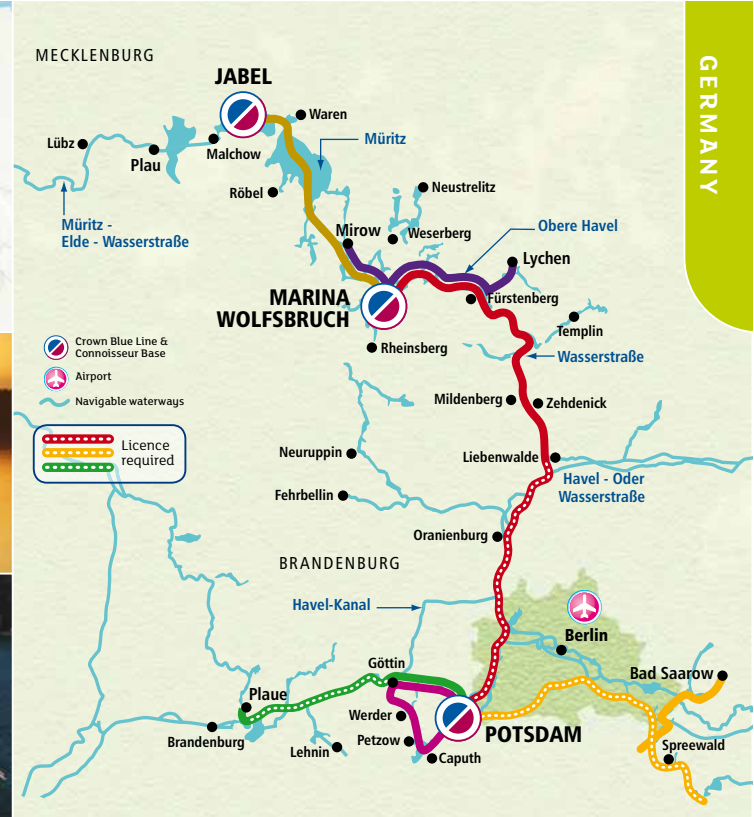 GERMANY
MECKLENBURG
JABEL
Waren
Lübz
Plau
Malchow
Müritz
Röbel
Neustrelitz
Müritz -
Elde - Wasserstraße
Mirow
Weserberg
Obere Havel
Lychen
MARINA
WOLFSBRUCH
Fürstenberg
Templin
Rheinsberg
Wasserstraße
Crown Blue Line &
Connoisseur Base
Airport
Navigable waterways
Mildenberg
Zehdenick
Licence
required
Neuruppin
Liebenwalde
Fehrbellin
Havel - Oder
Wasserstraße
Oranienburg
BRANDENBURG
Havel-Kanal
Berlin
Göttin
Bad Saarow
Plaue
Werder
POTSDAM
Brandenburg
Petzow
Lehnin
Caputh
Spreewald